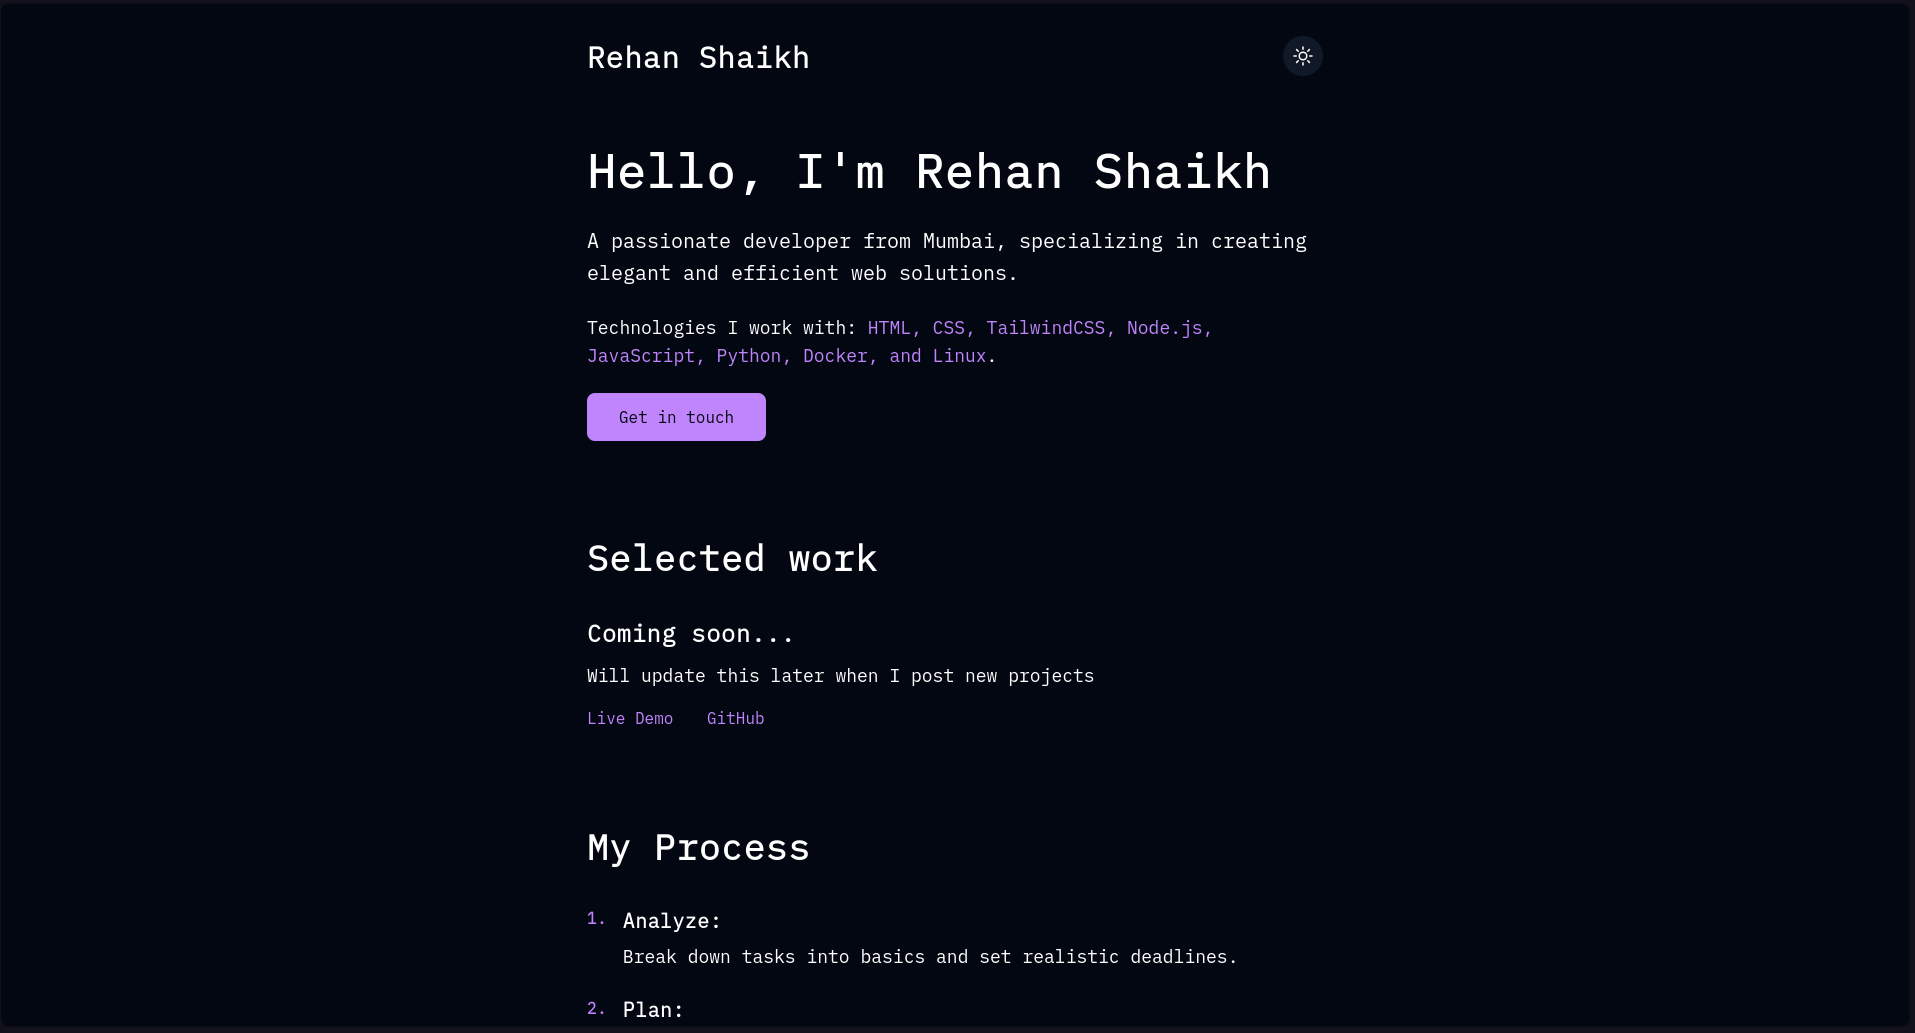 Rehan Shaikh
Hello, I'm Rehan Shaikh
A passionate developer from Mumbai, specializing in creating
elegant and efficient web solutions.
Technologies I work with: HTML, CSS, TailwindCSS, Node.js,
JavaScript, Python, Docker, and Linux.
Get in touch
Selected work
Coming soon...
Will update this later when I post new projects
Live Demo GitHub
My Process
1. Analyze:
Break down tasks into basics and set realistic deadlines.
2. Plan: